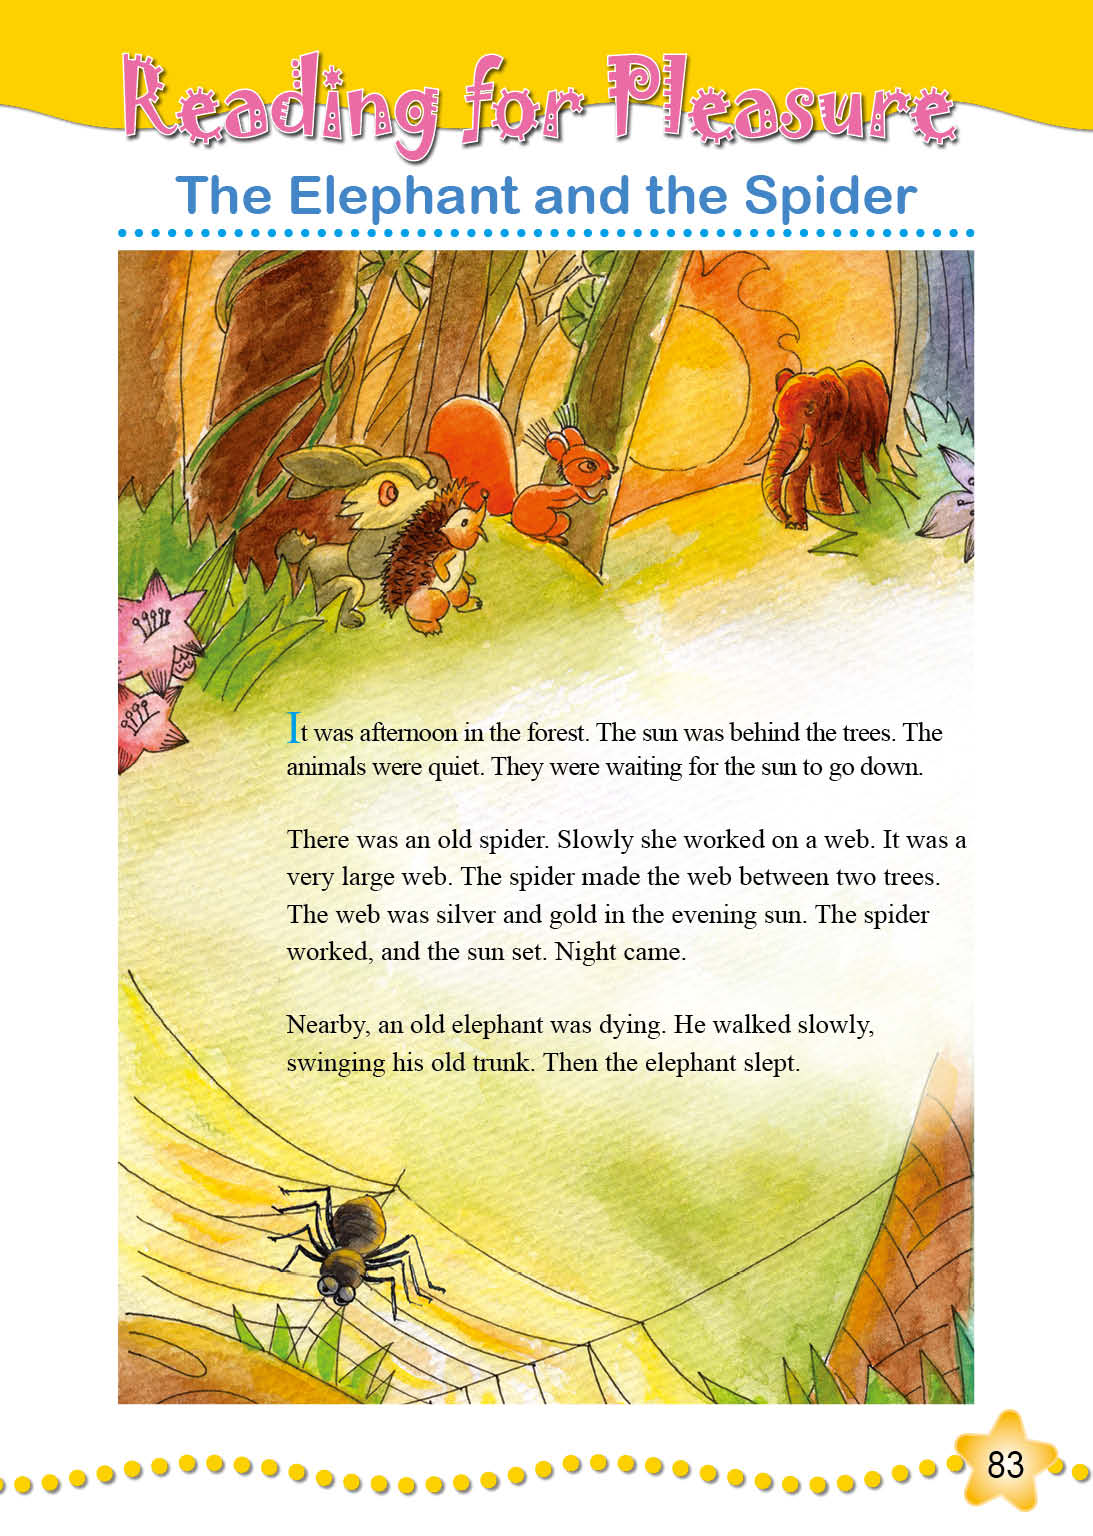 Reading for Pleasure
The Elephant and the Spider
It was afternoon in the forest. The sun was behind the trees. The
animals were quiet. They were waiting for the sun to go down.
There was an old spider. Slowly she worked on a web. It was a
very large web. The spider made the web between two trees.
The web was silver and gold in the evening sun. The spider
worked, and the sun set. Night came.
Nearby, an old elephant was dying. He walked slowly,
swinging his old trunk. Then the elephant slept.
83